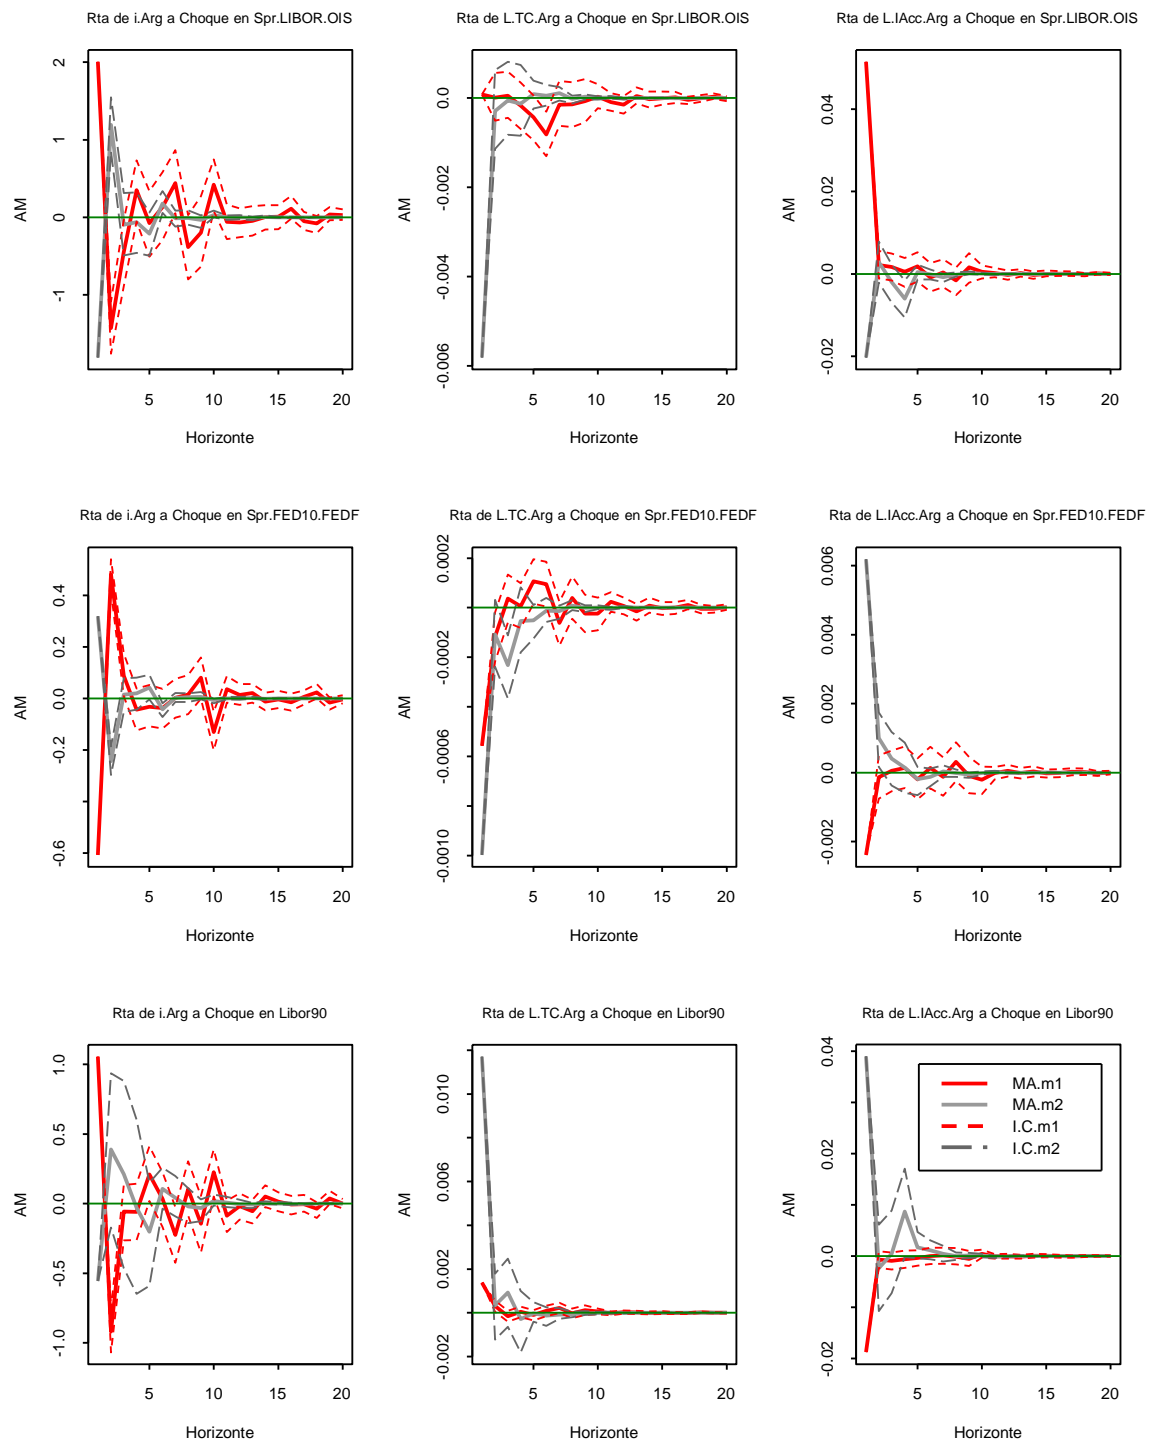 Rta de i.Arg a Choque en Spr.LIBOR.OIS
AM
2
1
0
-1
5 10 15 20
Horizonte
Rta de L.TC.Arg a Choque en Spr.LIBOR.OIS
AM
0.0
-0.002
-0.004
-0.006
5 10 15 20
Horizonte
Rta de L.IAcc.Arg a Choque en Spr.LIBOR.OIS
AM
0.04
0.02
0.0
-0.02
5 10 15 20
Horizonte
Rta de i.Arg a Choque en Spr.FED10.FEDF
AM
0.4
0.2
0.0
-0.2
-0.6
5 10 15 20
Horizonte
Rta de L.TC.Arg a Choque en Spr.FED10.FEDF
AM
0.0002
-0.0002
-0.0006
-0.0010
5 10 15 20
Horizonte
Rta de L.IAcc.Arg a Choque en Spr.FED10.FEDF
AM
0.006
0.004
0.002
0.0
-0.002
5 10 15 20
Horizonte
Rta de i.Arg a Choque en Libor90
AM
1.0
0.5
0.0
-0.5
-1.0
5 10 15 20
Horizonte
Rta de L.TC.Arg a Choque en Libor90
AM
0.010
0.006
0.002
-0.002
5 10 15 20
Horizonte
Rta de L.IAcc.Arg a Choque en Libor90
AM
0.04
0.02
0.0
-0.02
MA.m1
MA.m2
I.C.m1
I.C.m2
5 10 15 20
Horizonte